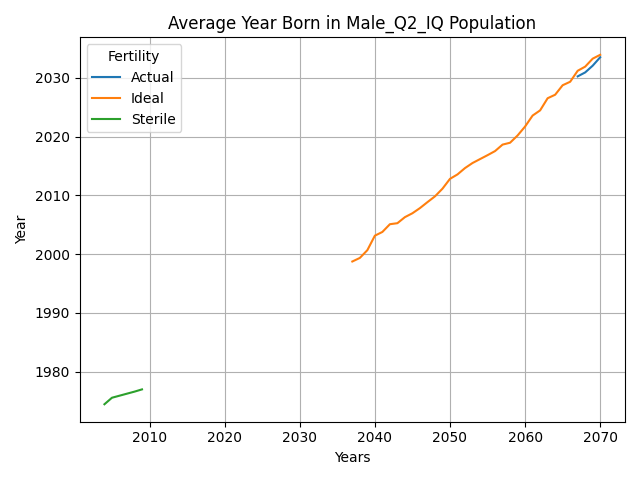 Average Year Born in Male_Q2_IQ Population
Fertility
Actual
Ideal
Sterile
2030
2020
2010
2000
1990
1980
Year
2010 2020 2030 2040 2050 2060 2070
Years